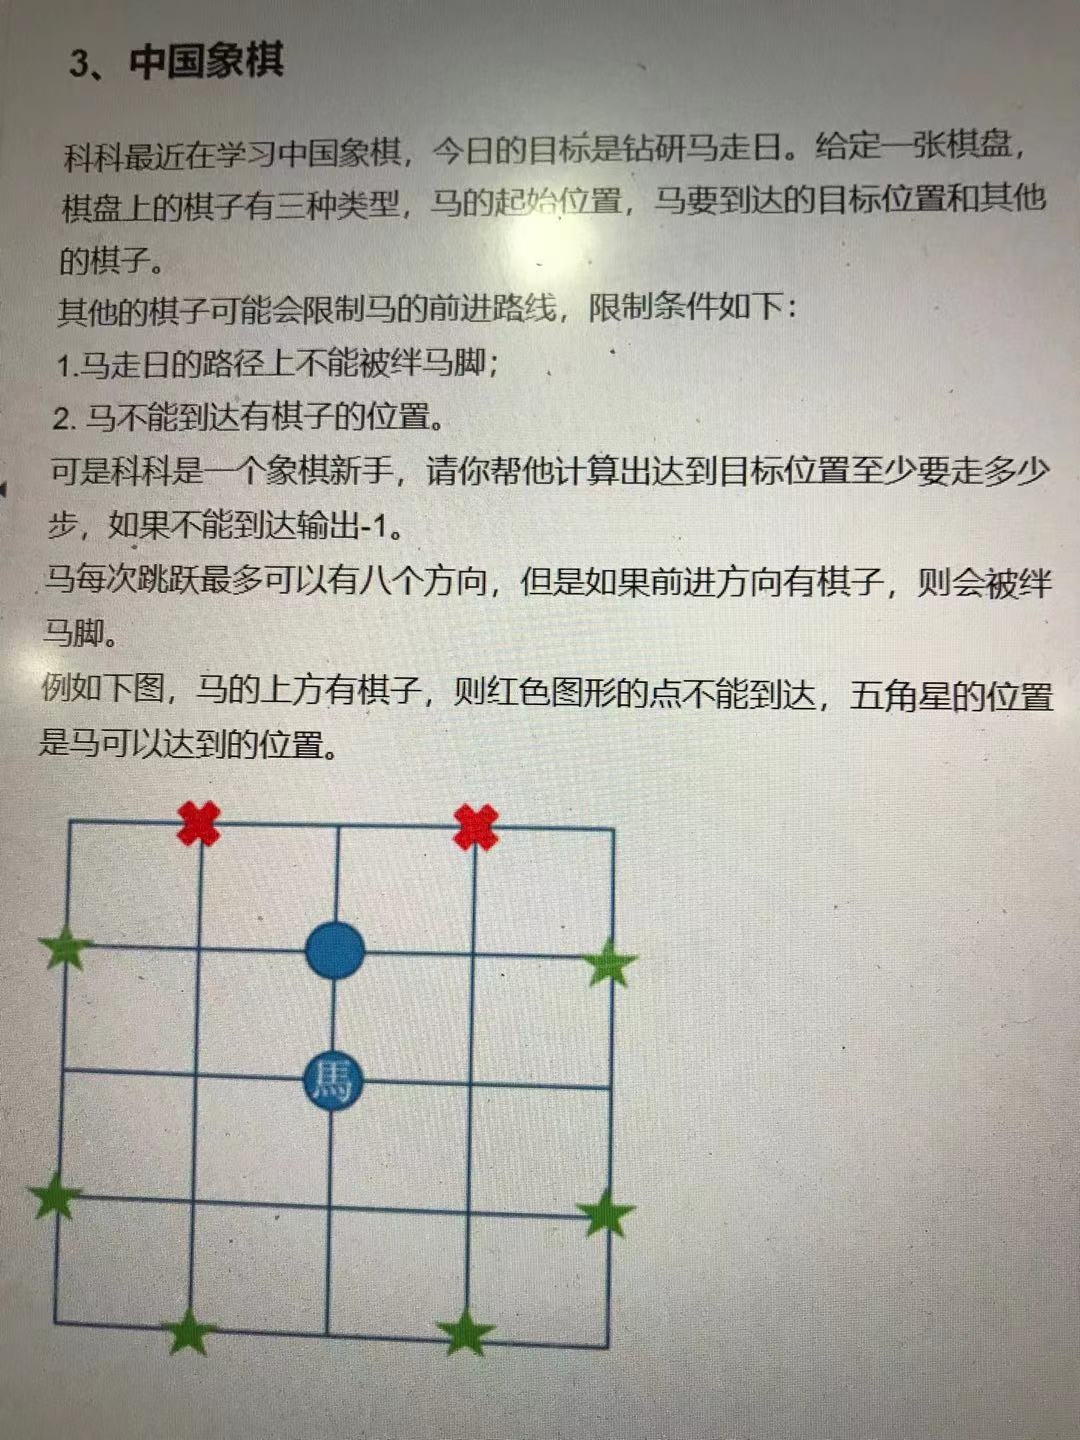 3、中国象棋
科科最近在学习中国象棋，今日的目标是钻研马走日。给定一张棋盘，
棋盘上的棋子有三种类型，马的起始位置，马要到达的目标位置和其他
的棋子。
其他的棋子可能会限制马的前进路线，限制条件如下：
1.马走日的路径上不能被绊马脚；
2. 马不能到达有棋子的位置。
可是科科是一个象棋新手，请你帮他计算出达到目标位置至少要走多少
步，如果不能到达输出-1。
马每次跳跃最多可以有八个方向，但是如果前进方向有棋子，则会被绊
马脚。
例如下图，马的上方有棋子，则红色图形的点不能到达，五角星的位置
是马可以达到的位置。
馬